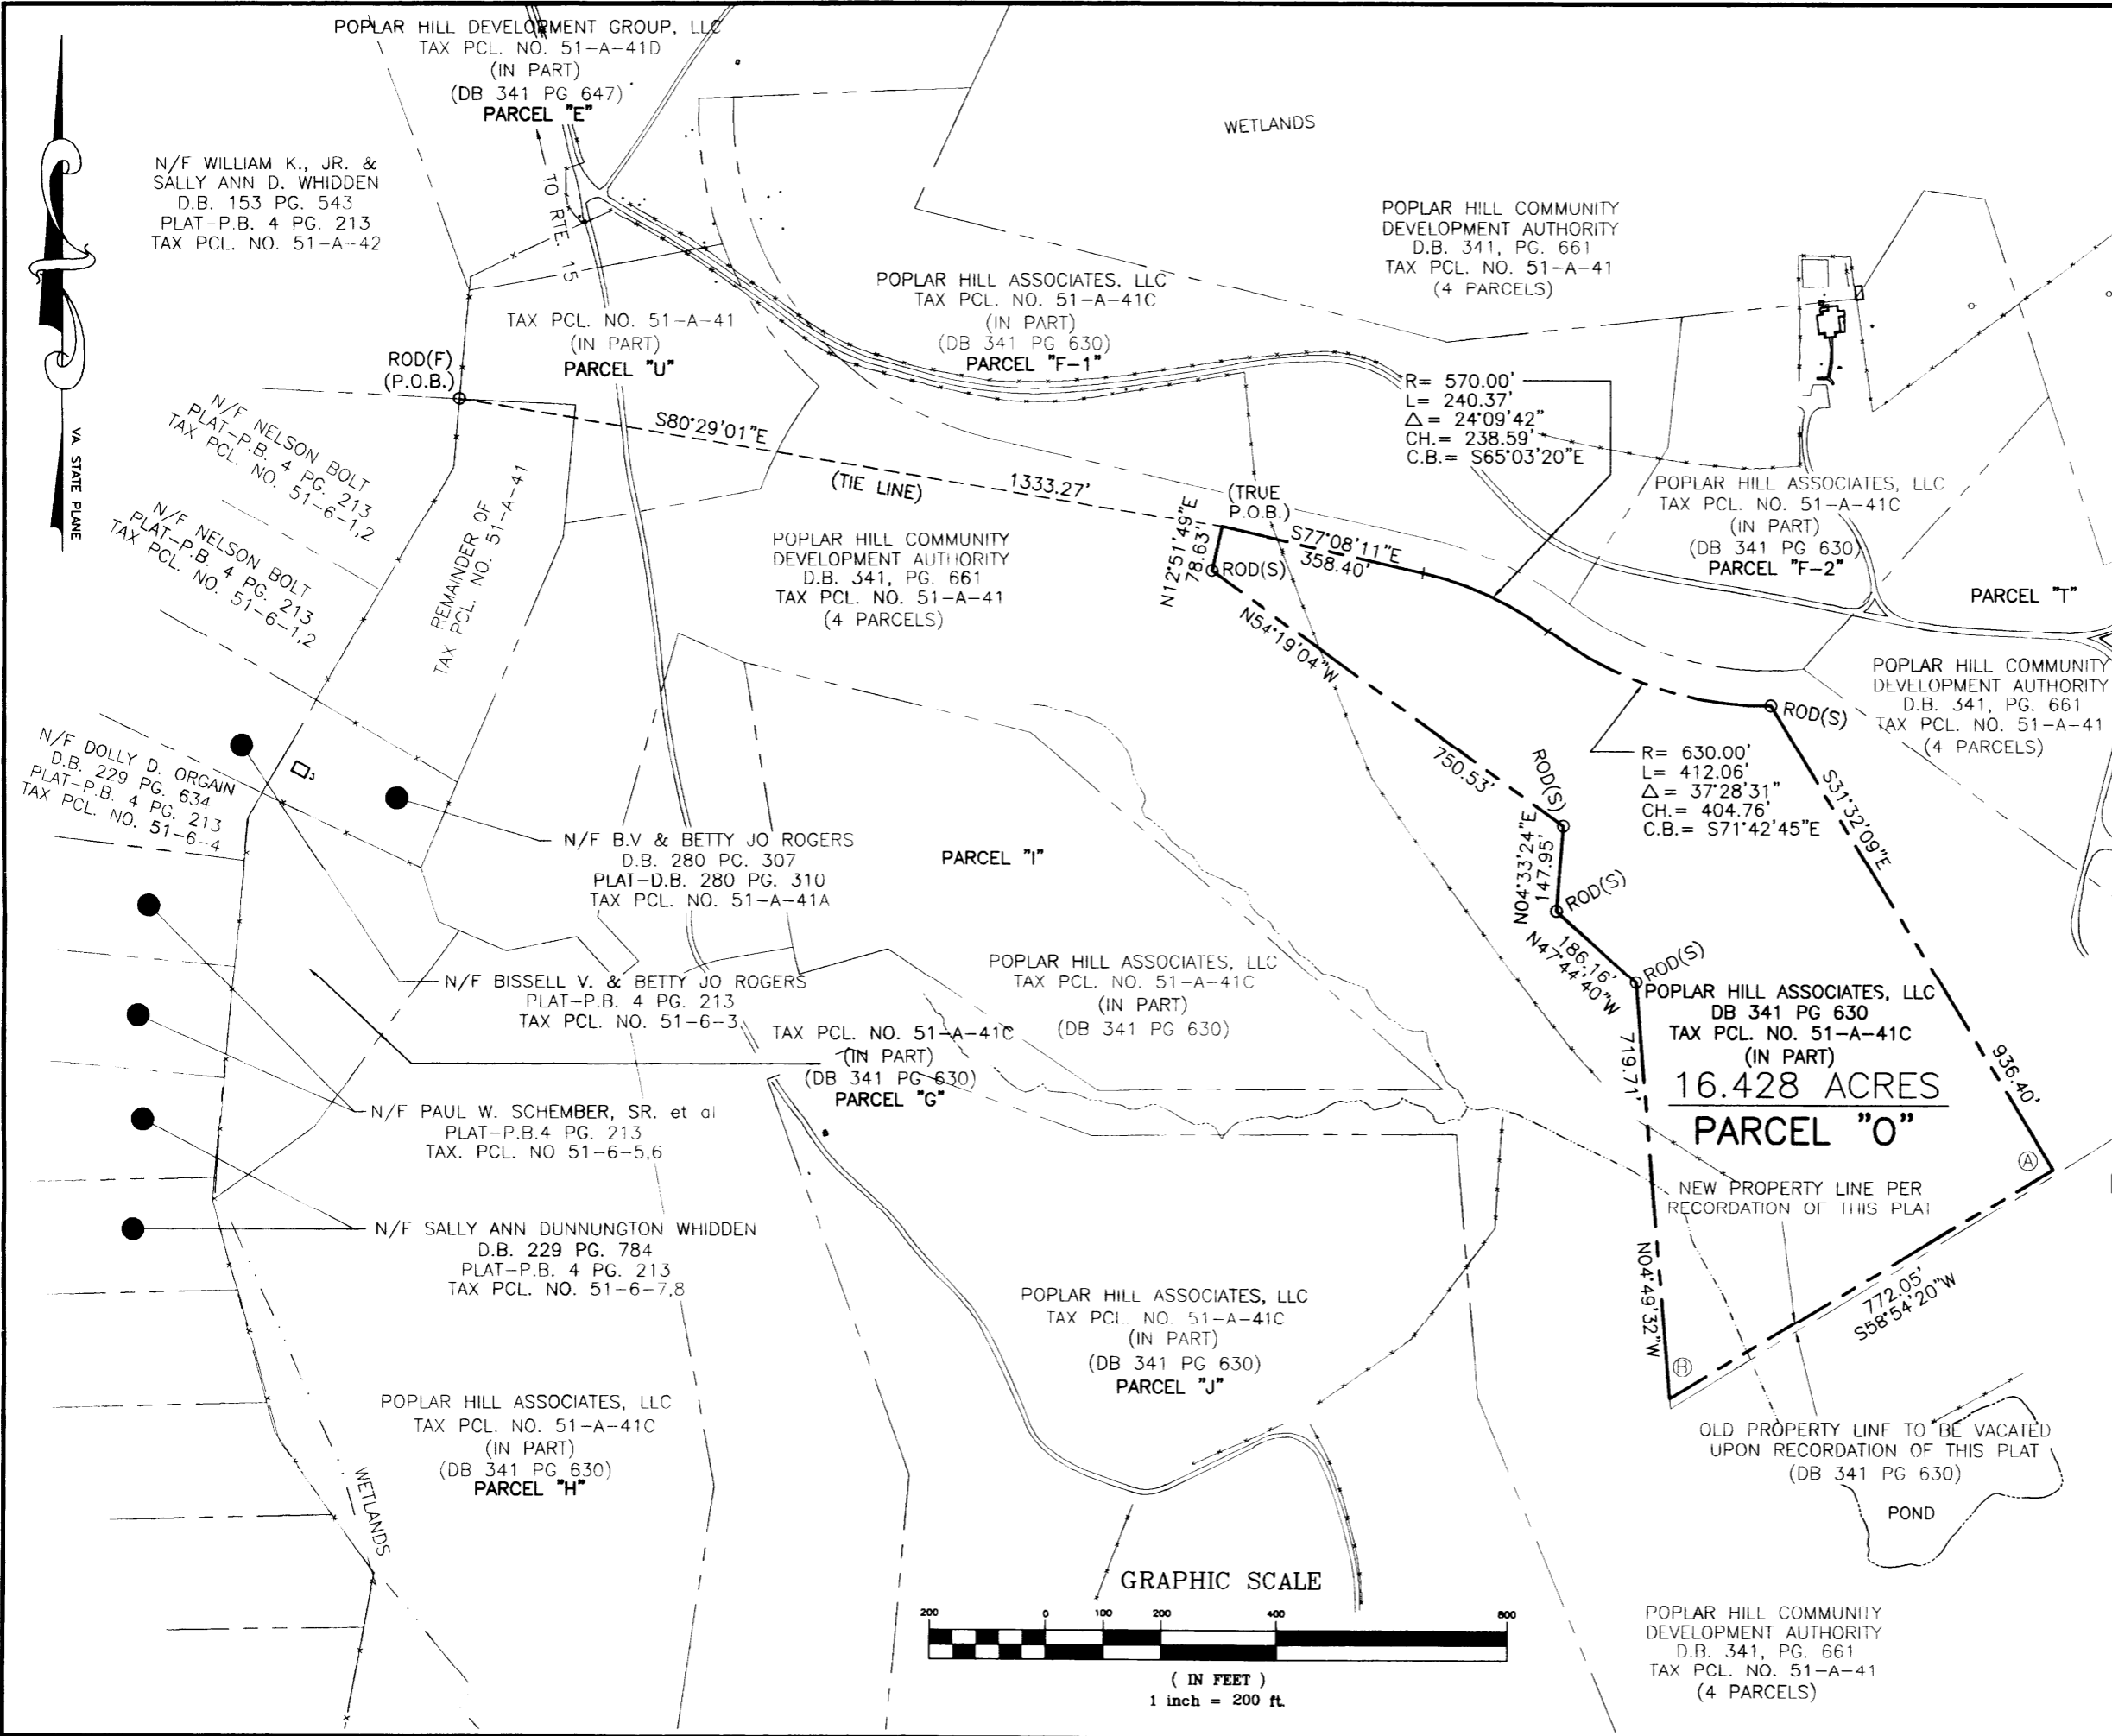 POPLAR HILL DEVELOPMENT GROUP, LLC
TAX PCL. NO. 51-A-41D
(IN PART)
(DB 341 PG 647)
PARCEL "E"
TO RTE. 15
VA STATE PLANE
N/F WILLIAM K., JR. &
SALLY ANN D. WHIDDEN
D.B. 153 PG. 543
PLAT-P.B. 4 PG. 213
TAX PCL. NO. 51-A-42
WETLANDS
POPLAR HILL COMMUNITY
DEVELOPMENT AUTHORITY
D.B. 341, PG. 661
TAX PCL. NO. 51-A-41
(4 PARCELS)
POPLAR HILL ASSOCIATES, LLC
TAX PCL. NO. 51-A-41C
(IN PART)
(DB 341 PG 630)
PARCEL "F-1"
TAX PCL. NO. 51-A-41
(IN PART)
PARCEL "U"
ROD(F)
(P.O.B.)
R= 570.00'
L= 240.37'
Δ= 24°09'42"
CH.= 238.59'
C.B.= S65°03'20"E
N/F NELSON BOLT
PLAT-P.B. 4 PG. 213
TAX PCL. NO. 51-6-1,2
S80°29'01"E
(TIE LINE)
1333.27'
(TRUE
P.O.B.)
POPLAR HILL ASSOCIATES, LLC
TAX PCL. NO. 51-A-41C
(IN PART)
(DB 341 PG 630)
PARCEL "F-2"
PARCEL "T"
N/F NELSON BOLT
PLAT-P.B. 4 PG. 213
TAX PCL. NO. 51-6-1,2
REMAINDER OF
TAX PCL. NO. 51-A-41
POPLAR HILL COMMUNITY
DEVELOPMENT AUTHORITY
D.B. 341, PG. 661
TAX PCL. NO. 51-A-41
(4 PARCELS)
N12°51'49"E
78.63'
ROD(S)
S77°08'11"E
358.40'
N54°19'04"W
750.53'
POPLAR HILL COMMUNITY
DEVELOPMENT AUTHORITY
D.B. 341, PG. 661
TAX PCL. NO. 51-A-41
(4 PARCELS)
ROD(S)
R= 630.00'
L= 412.06'
Δ= 37°28'31"
CH.= 404.76'
C.B.= S71°42'45"E
S31°32'09"E
936.40'
N/F DOLLY D. ORGAIN
D.B. 229 PG. 634
PLAT-P.B. 4 PG. 213
TAX PCL. NO. 51-6-4
N/F B.V & BETTY JO ROGERS
D.B. 280 PG. 307
PLAT-D.B. 280 PG. 310
TAX PCL. NO. 51-A-41A
PARCEL "I"
ROD(S)
N04°33'24"E
147.95'
ROD(S)
186.16'
N47°44'40"W
ROD(S)
POPLAR HILL ASSOCIATES, LLC
TAX PCL. NO. 51-A-41C
(IN PART)
(DB 341 PG 630)
N/F BISSELL V. & BETTY JO ROGERS
PLAT-P.B. 4 PG. 213
TAX PCL. NO. 51-6-3
TAX PCL. NO. 51-A-41C
(IN PART)
(DB 341 PG 630)
PARCEL "G"
POPLAR HILL ASSOCIATES, LLC
DB 341 PG 630
TAX PCL. NO. 51-A-41C
(IN PART)
16.428 ACRES
PARCEL "O"
719.71'
N04°49'32"W
N/F PAUL W. SCHEMBER, SR. et al
PLAT-P.B.4 PG. 213
TAX. PCL. NO 51-6-5,6
A
NEW PROPERTY LINE PER
RECORDATION OF THIS PLAT
N/F SALLY ANN DUNNUNGTON WHIDDEN
D.B. 229 PG. 784
PLAT-P.B. 4 PG. 213
TAX PCL. NO. 51-6-7,8
772.05'
S58°54'20"W
B
POPLAR HILL ASSOCIATES, LLC
TAX PCL. NO. 51-A-41C
(IN PART)
(DB 341 PG 630)
PARCEL "J"
POPLAR HILL ASSOCIATES, LLC
TAX PCL. NO. 51-A-41C
(IN PART)
(DB 341 PG 630)
PARCEL "H"
WETLANDS
OLD PROPERTY LINE TO BE VACATED
UPON RECORDATION OF THIS PLAT
(DB 341 PG 630)
POND
GRAPHIC SCALE
200 0 100 200 400 800
( IN FEET )
1 inch = 200 ft.
POPLAR HILL COMMUNITY
DEVELOPMENT AUTHORITY
D.B. 341, PG. 661
TAX PCL. NO. 51-A-41
(4 PARCELS)